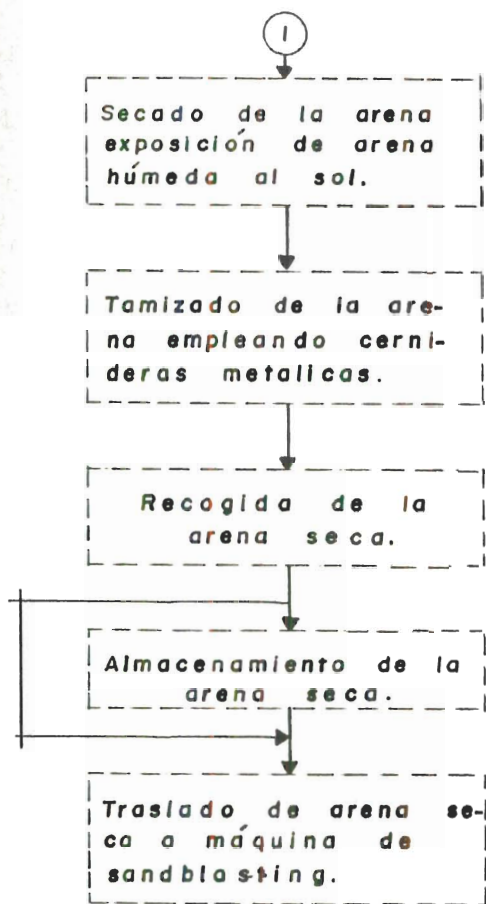 1
Secado de la arena
exposición de arena
húmeda al sol.
Tamizado de la are-
na empleando cerni-
deras metalicas.
Recogida de la
arena seca.
Almacenamiento de la
arena seca.
Traslado de arena se-
ca a máquina de
sandblasting.